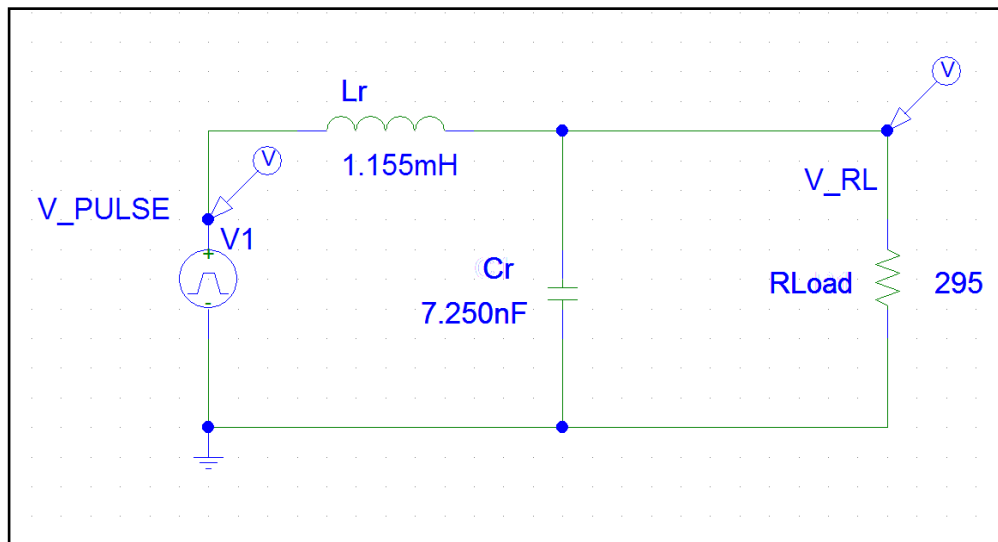 V
Lr
1.155mH
V
V_PULSE
V1
+
-
V_RL
Cr
7.250nF
RLoad
295